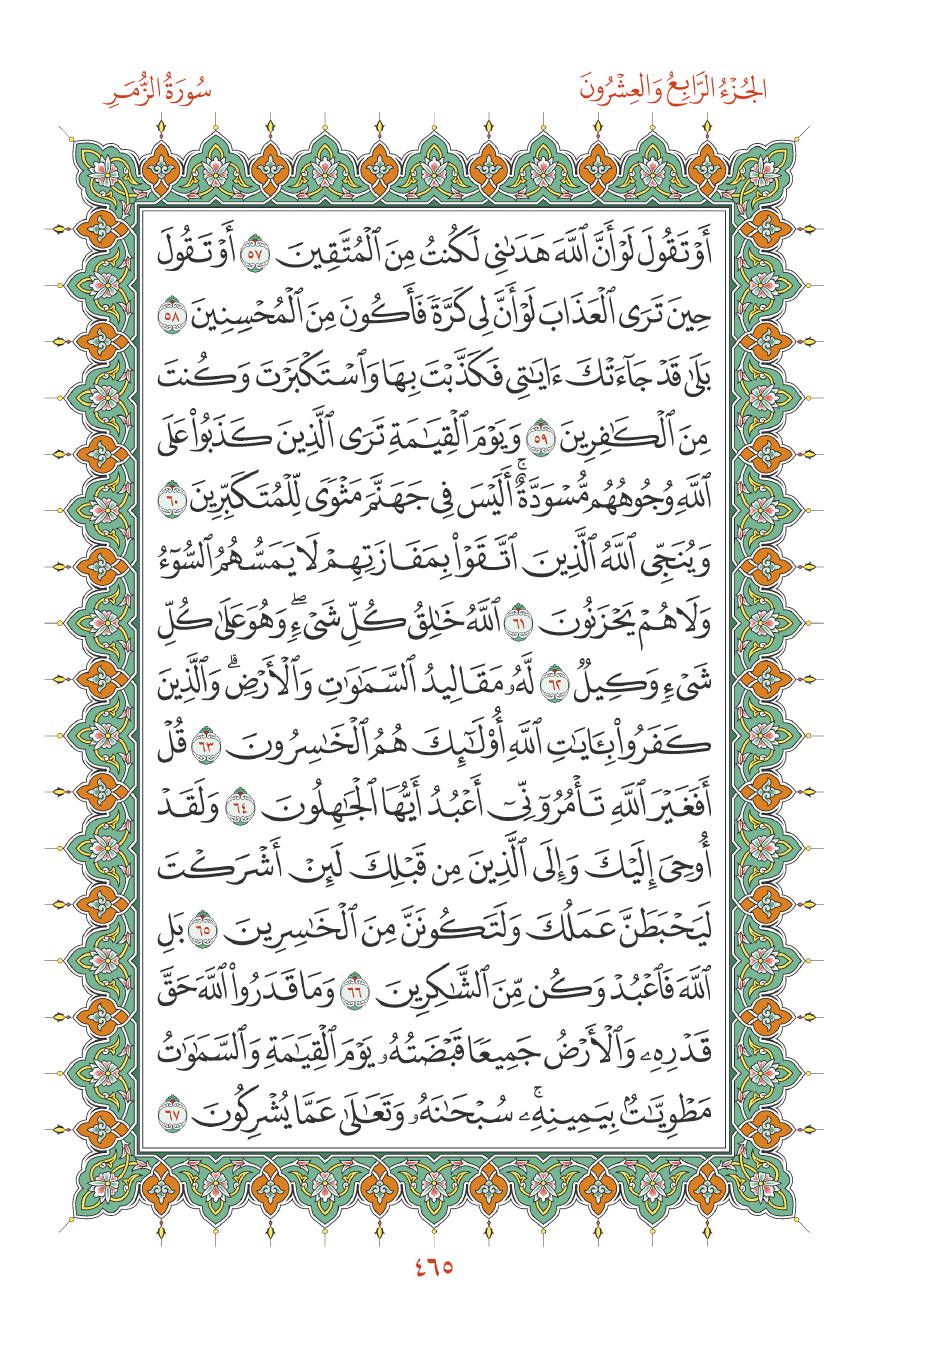 الجُزْءُ الرَّابِعُ وَالعِشْرُونَ
سُورَةُ الزُّمَرِ
أَوْ تَقُولَ لَوْ أَنَّ ٱللَّهَ هَدَىٰنِى لَكُنتُ مِنَ ٱلْمُتَّقِينَ ٥٧ أَوْ تَقُولَ
حِينَ تَرَى ٱلْعَذَابَ لَوْ أَنَّ لِى كَرَّةً فَأَكُونَ مِنَ ٱلْمُحْسِنِينَ ٥٨
بَلَىٰ قَدْ جَآءَتْكَ ءَايَٰتِى فَكَذَّبْتَ بِهَا وَٱسْتَكْبَرْتَ وَكُنتَ
مِنَ ٱلْكَٰفِرِينَ ٥٩ وَيَوْمَ ٱلْقِيَٰمَةِ تَرَى ٱلَّذِينَ كَذَبُوا۟ عَلَى
ٱللَّهِ وُجُوهُهُم مُّسْوَدَّةٌ ۚ أَلَيْسَ فِى جَهَنَّمَ مَثْوًى لِّلْمُتَكَبِّرِينَ ٦٠
وَيُنَجِّى ٱللَّهُ ٱلَّذِينَ ٱتَّقَوْا۟ بِمَفَازَتِهِمْ لَا يَمَسُّهُمُ ٱلسُّوٓءُ
وَلَا هُمْ يَحْزَنُونَ ٦١ ٱللَّهُ خَٰلِقُ كُلِّ شَىْءٍ ۖ وَهُوَ عَلَىٰ كُلِّ
شَىْءٍ وَكِيلٌ ٦٢ لَّهُۥ مَقَالِيدُ ٱلسَّمَٰوَٰتِ وَٱلْأَرْضِ ۗ وَٱلَّذِينَ
كَفَرُوا۟ بِـَٔايَٰتِ ٱللَّهِ أُو۟لَٰٓئِكَ هُمُ ٱلْخَٰسِرُونَ ٦٣ قُلْ
أَفَغَيْرَ ٱللَّهِ تَأْمُرُوٓنِّىٓ أَعْبُدُ أَيُّهَا ٱلْجَٰهِلُونَ ٦٤ وَلَقَدْ
أُوحِىَ إِلَيْكَ وَإِلَى ٱلَّذِينَ مِن قَبْلِكَ لَئِنْ أَشْرَكْتَ
لَيَحْبَطَنَّ عَمَلُكَ وَلَتَكُونَنَّ مِنَ ٱلْخَٰسِرِينَ ٦٥ بَلِ
ٱللَّهَ فَٱعْبُدْ وَكُن مِّنَ ٱلشَّٰكِرِينَ ٦٦ وَمَا قَدَرُوا۟ ٱللَّهَ حَقَّ
قَدْرِهِۦ وَٱلْأَرْضُ جَمِيعًا قَبْضَتُهُۥ يَوْمَ ٱلْقِيَٰمَةِ وَٱلسَّمَٰوَٰتُ
مَطْوِيَّٰتٌۢ بِيَمِينِهِۦ ۚ سُبْحَٰنَهُۥ وَتَعَٰلَىٰ عَمَّا يُشْرِكُونَ ٦٧
٤٦٥